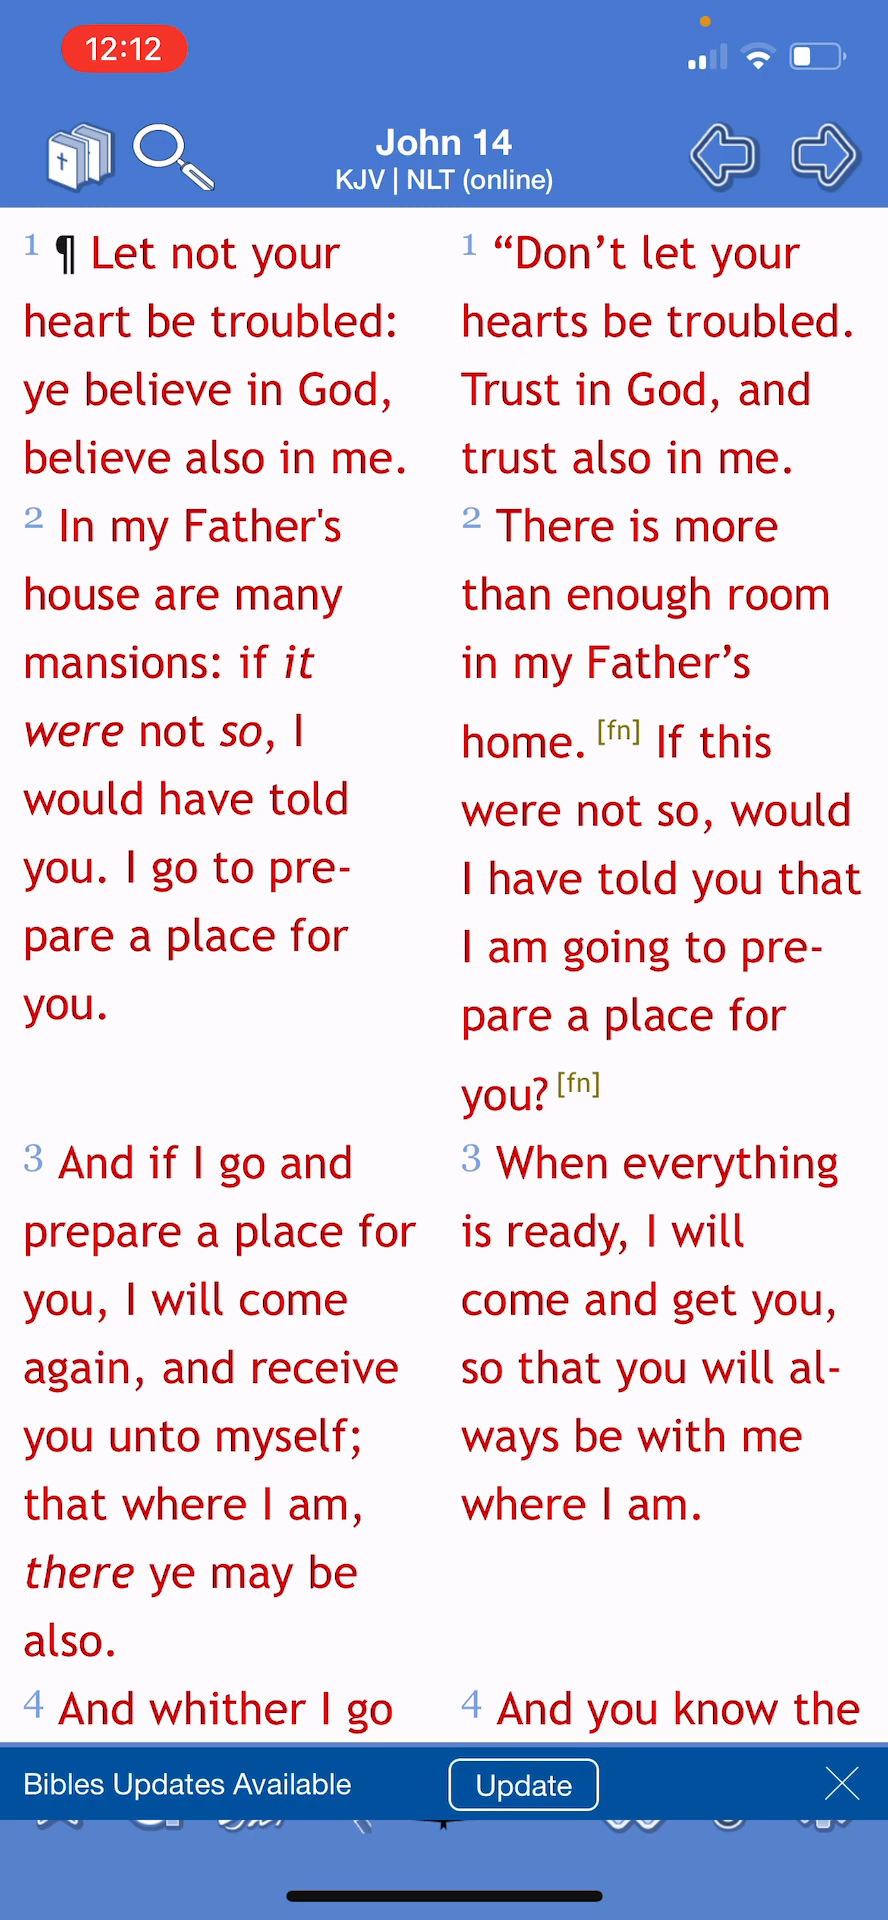 12:12
John 14
KJV | NLT (online)
1 ¶ Let not your
heart be troubled:
ye believe in God,
believe also in me.
2 In my Father's
house are many
mansions: if it
were not so, I
would have told
you. I go to pre-
pare a place for
you.
3 And if I go and
prepare a place for
you, I will come
again, and receive
you unto myself;
that where I am,
there ye may be
also.
4 And whither I go
1 “Don’t let your
hearts be troubled.
Trust in God, and
trust also in me.
2 There is more
than enough room
in my Father’s
home. [fn] If this
were not so, would
I have told you that
I am going to pre-
pare a place for
you? [fn]
3 When everything
is ready, I will
come and get you,
so that you will al-
ways be with me
where I am.
4 And you know the
Bibles Updates Available
Update